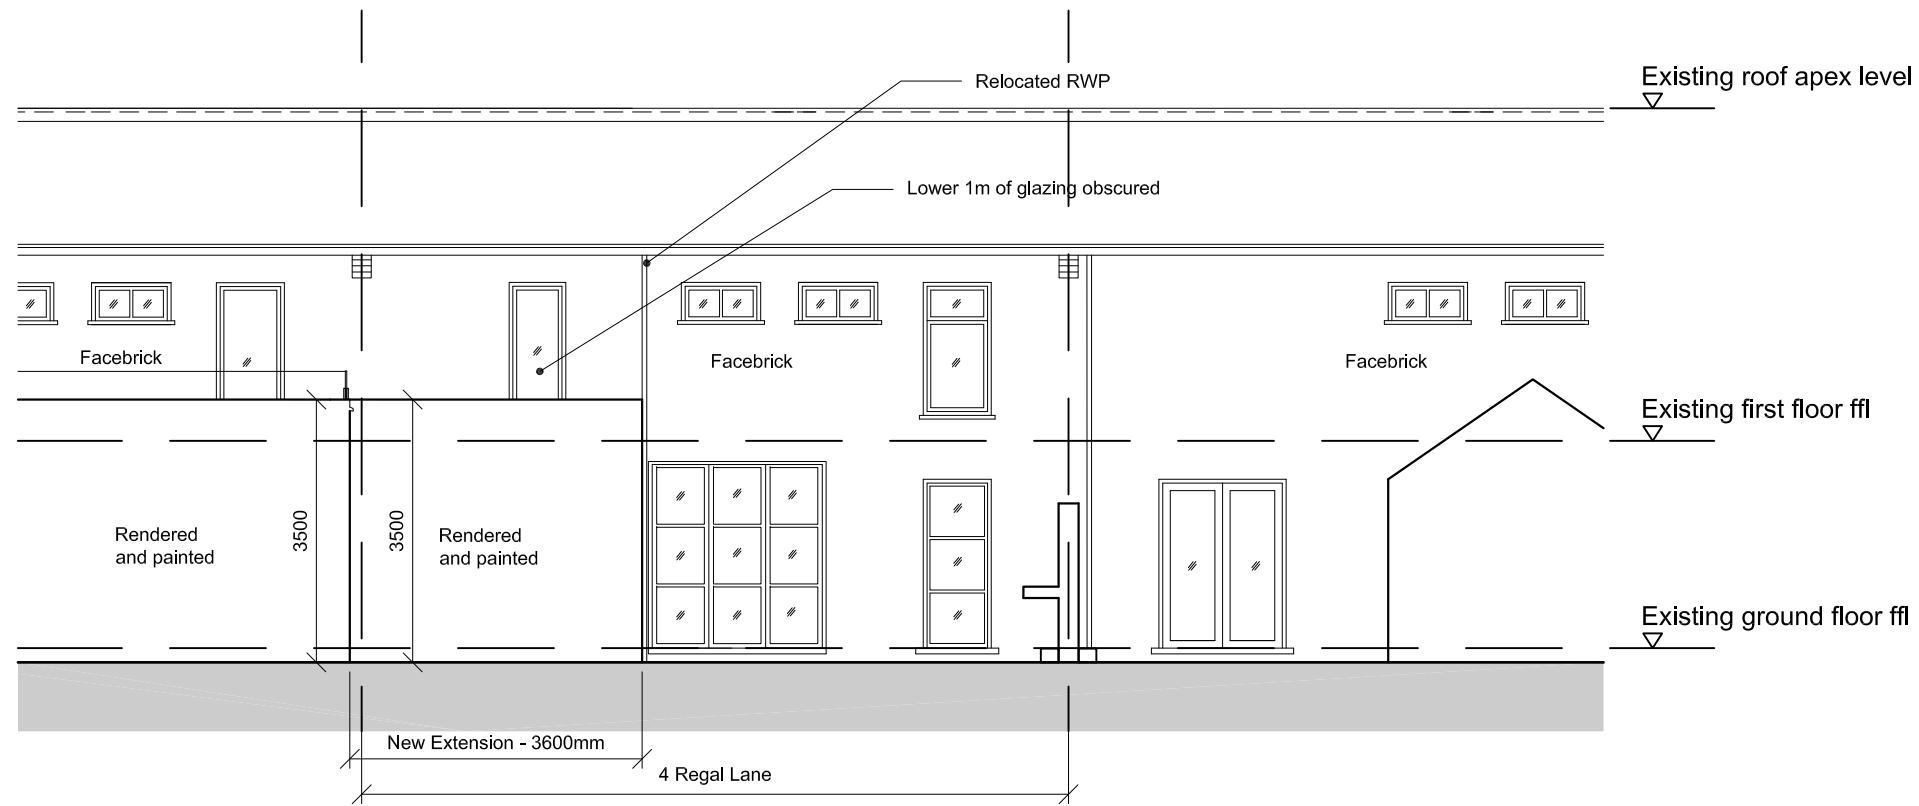 Existing roof apex level
Relocated RWP
Lower 1m of glazing obscured
Facebrick
Facebrick
Facebrick
Existing first floor ffl
3500
3500
Rendered
and painted
Rendered
and painted
Existing ground floor ffl
New Extension - 3600mm
4 Regal Lane